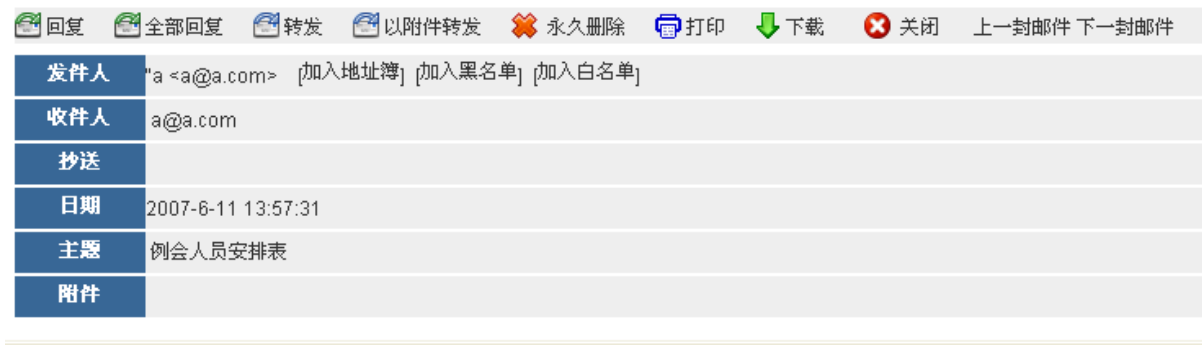 回复 全部回复 转发 以附件转发 永久删除 打印 下载 关闭 上一封邮件 下一封邮件
发件人 "a <a@a.com> [加入地址簿] [加入黑名单] [加入白名单]
收件人 a@a.com
抄送
日期 2007-6-11 13:57:31
主题 例会人员安排表
附件